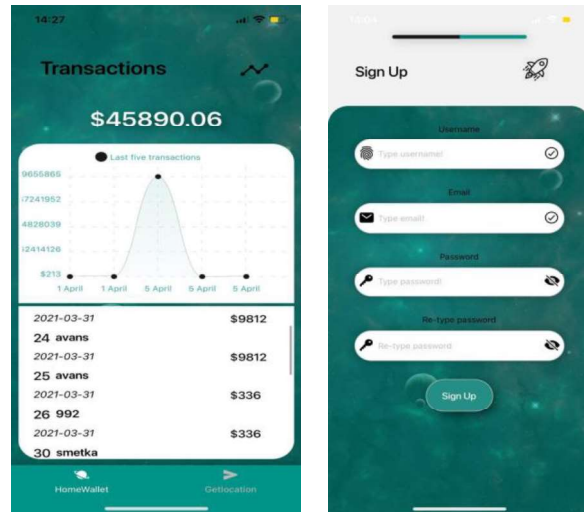 14:27
Transactions
$45890.06
Last five transactions
9655865
7241952
4828039
2414126
$213
1 April 1 April 5 April 5 April 5 April
2021-03-31 $9812
24 avans
2021-03-31 $9812
25 avans
2021-03-31 $336
26 992
2021-03-31 $336
30 smetka
HomeWallet Getlocation
Sign Up
Username
Type username!
Email
Type email!
Password
Type password!
Re-type password
Re-type password
Sign Up